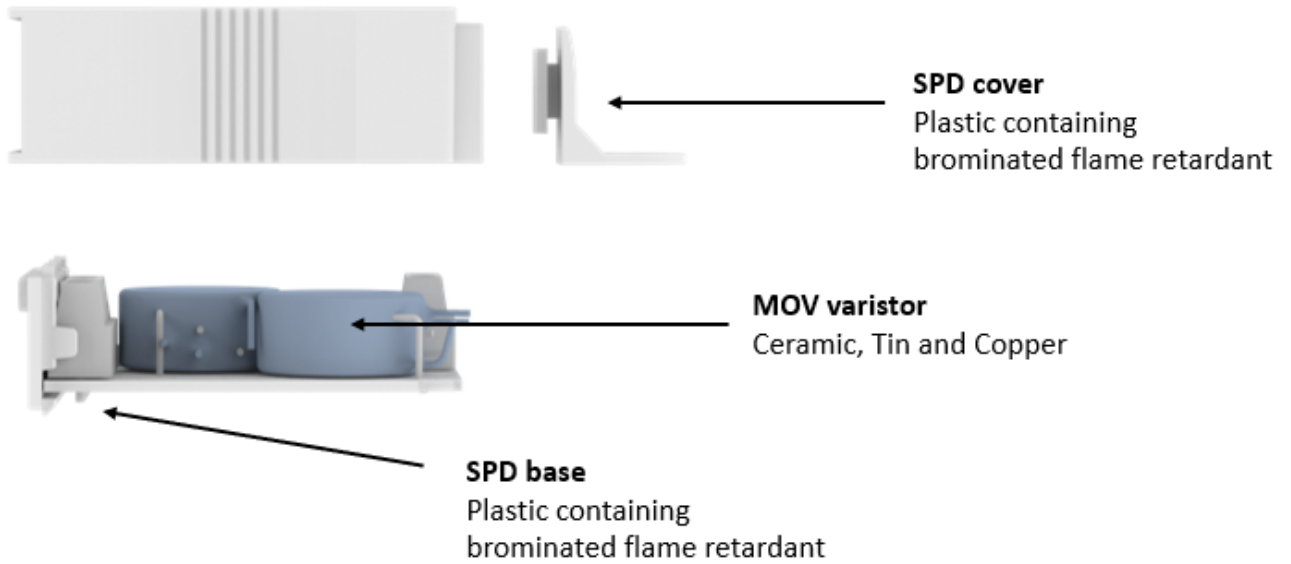 SPD cover
Plastic containing
brominated flame retardant
MOV varistor
Ceramic, Tin and Copper
SPD base
Plastic containing
brominated flame retardant